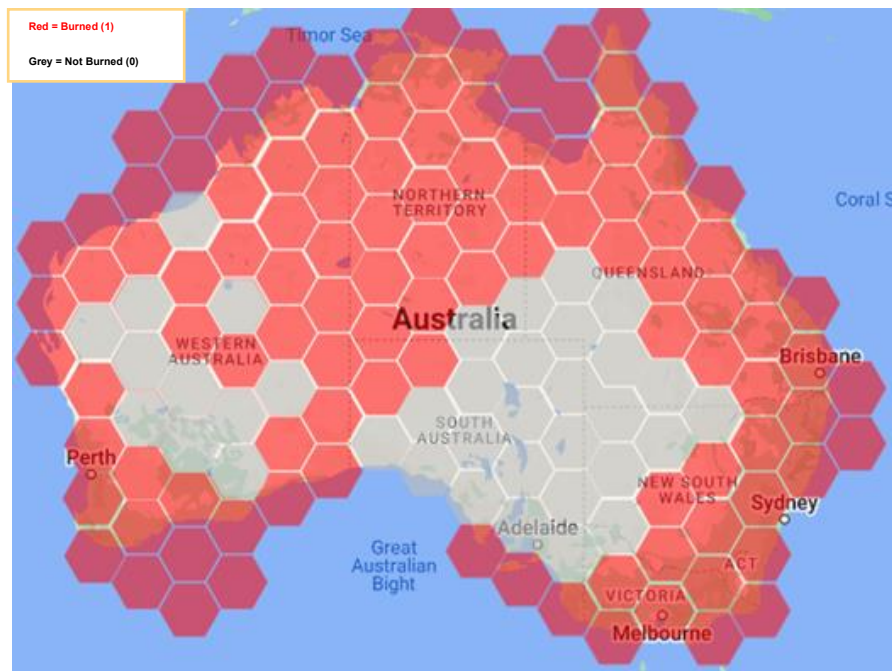 Red = Burned (1)
Grey = Not Burned (0)
Timor Sea
NORTHERN
TERRITORY
Coral S
QUEENSLAND
Australia
WESTERN
AUSTRALIA
Brisbane
SOUTH
AUSTRALIA
Perth
NEW SOUTH
WALES
Sydney
Adelaide
Great
Australian
Bight
ACT
VICTORIA
Melbourne